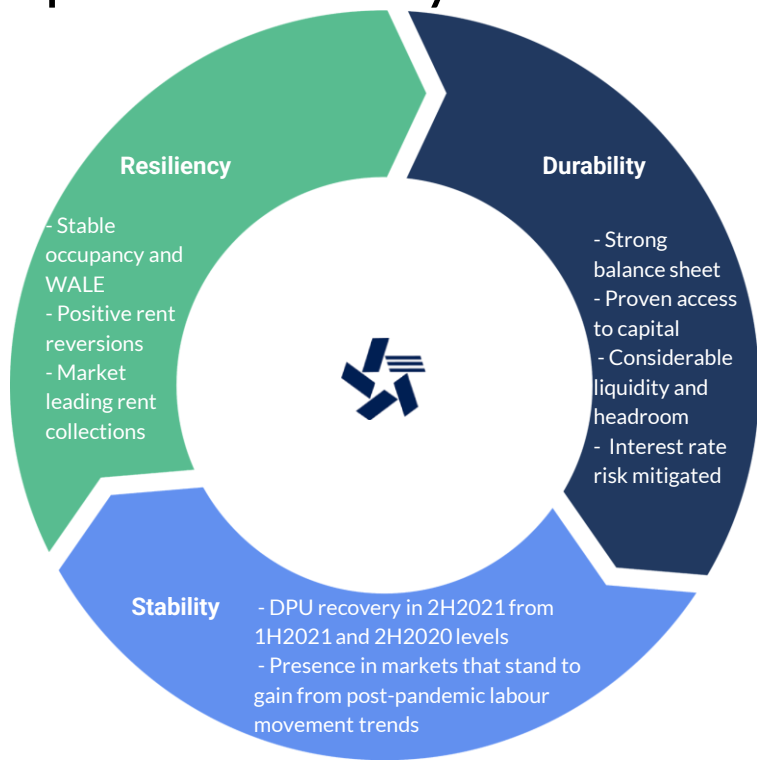 Resiliency
- Stable
occupancy and
WALE
- Positive rent
reversions
- Market
leading rent
collections
Durability
- Strong
balance sheet
- Proven access
to capital
- Considerable
liquidity and
headroom
- Interest rate
risk mitigated
Stability
- DPU recovery in 2H2021 from
1H2021 and 2H2020 levels
- Presence in markets that stand to
gain from post-pandemic labour
movement trends